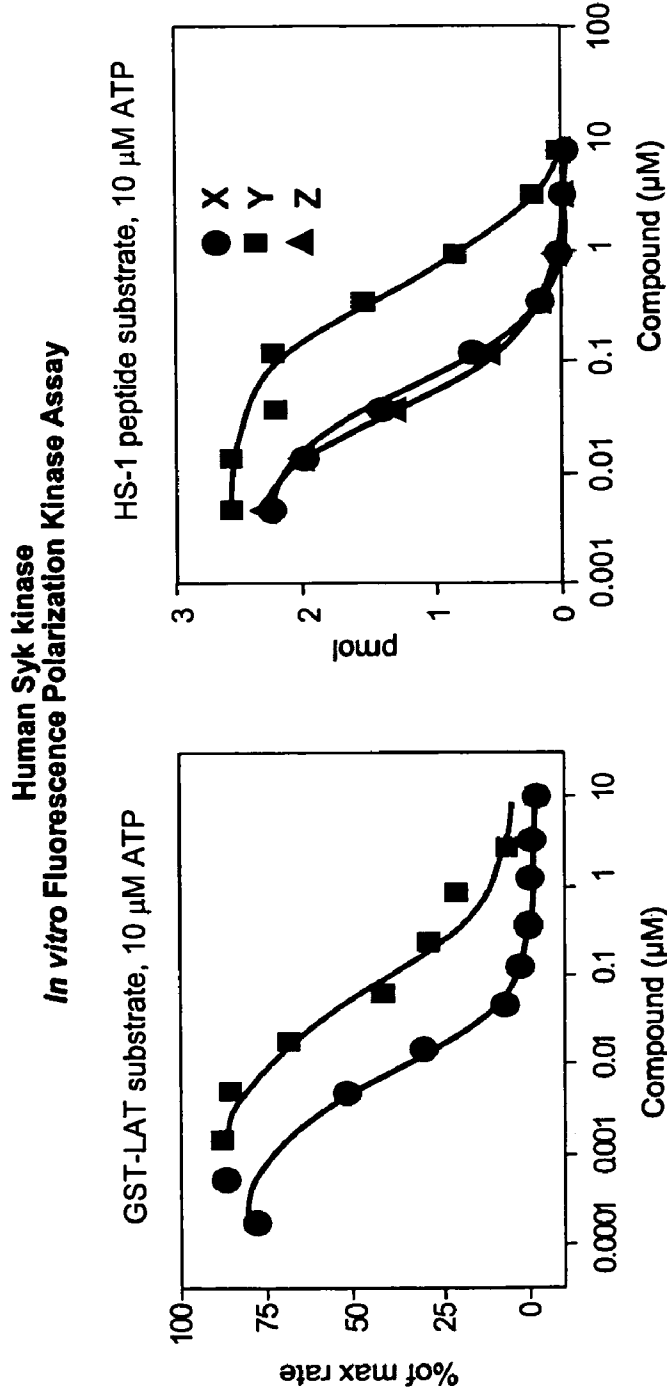 Human Syk kinase
In vitro Fluorescence Polarization Kinase Assay
GST-LAT substrate, 10 µM ATP
100
75
50
25
0
%of max rate
0.0001
0.001
0.01
0.1
1
10
Compound (µM)
HS-1 peptide substrate, 10 µM ATP
3
2
1
0
pmol
X
Y
Z
0.001
0.01
0.1
1
10
100
Compound (µM)